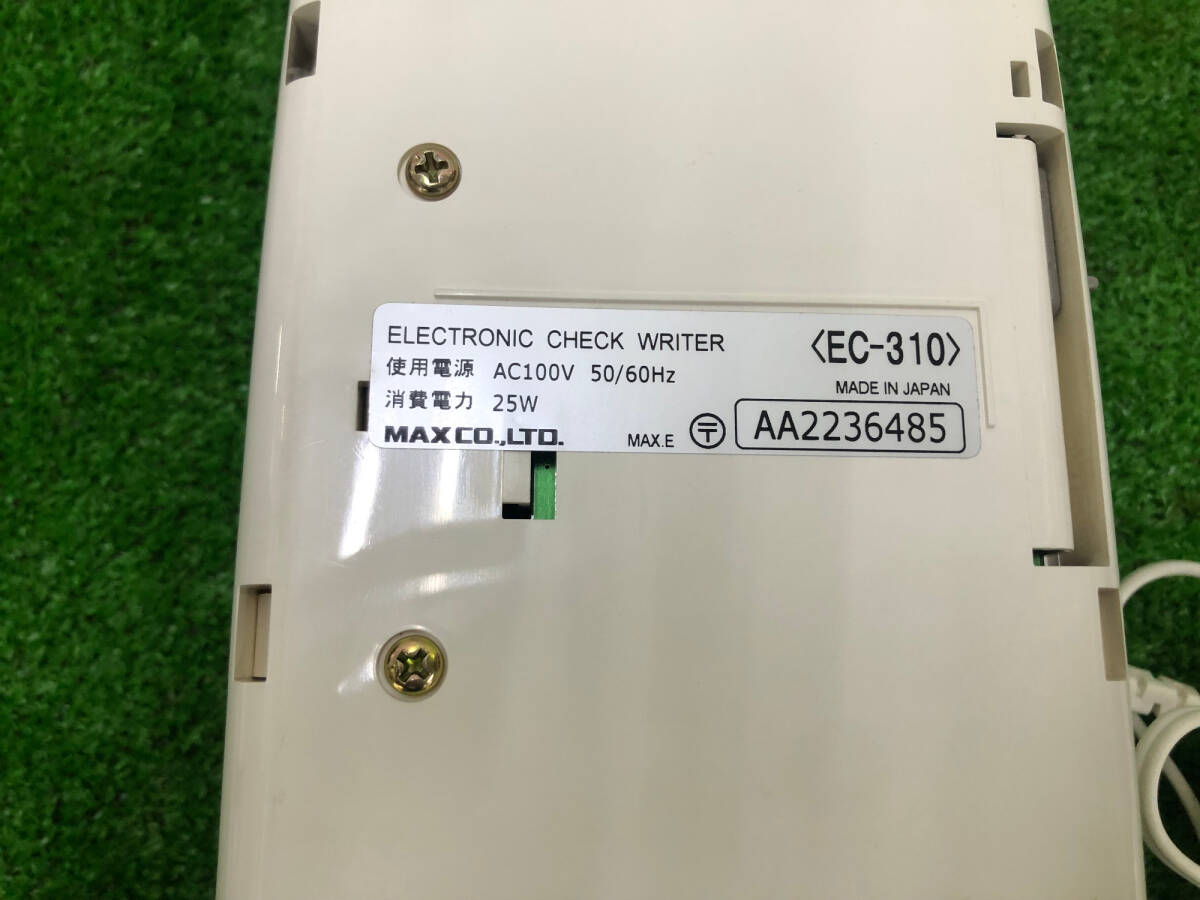 ELECTRONIC CHECK WRITER 〈EC-310〉
使用電源 AC100V 50/60Hz
MADE IN JAPAN
消費電力 25W
MAX CO.,LTD. MAX.E 〒 AA2236485